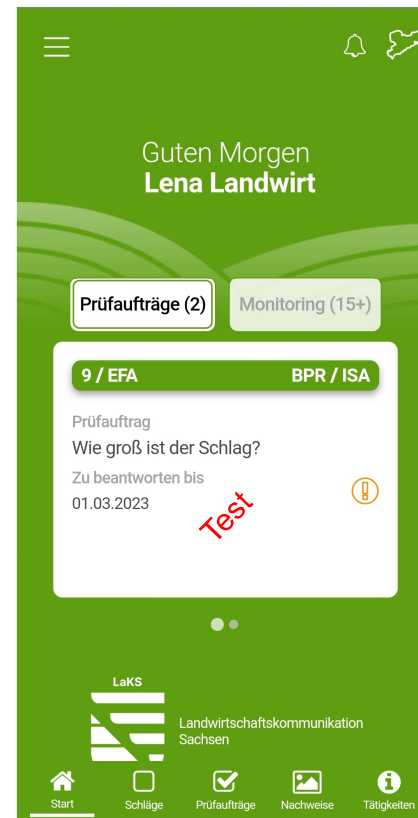 Guten Morgen
Lena Landwirt
Prüfaufträge (2)
Monitoring (15+)
9 / EFA
BPR / ISA
Prüfauftrag
Wie groß ist der Schlag?
Zu beantworten bis
01.03.2023
Test
LaKS
Landwirtschaftskommunikation
Sachsen
Start
Schläge
Prüfaufträge
Nachweise
Tätigkeiten